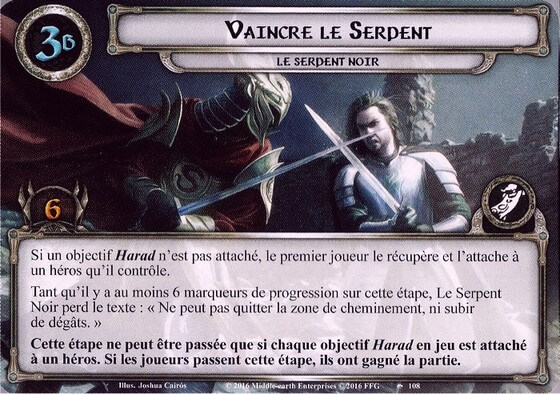 3B
VAINCRE LE SERPENT
LE SERPENT NOIR
6
Si un objectif Harad n'est pas attaché, le premier joueur le récupère et l'attache à
un héros qu'il contrôle.
Tant qu'il y a au moins 6 marqueurs de progression sur cette étape, Le Serpent
Noir perd le texte : « Ne peut pas quitter la zone de cheminement, ni subir
de dégâts. »
Cette étape ne peut être passée que si chaque objectif Harad en jeu est attaché
à un héros. Si les joueurs passent cette étape, ils ont gagné la partie.
Illus. Joshua Cairós © 2016 Middle-earth Enterprises ©2016 FFG 108